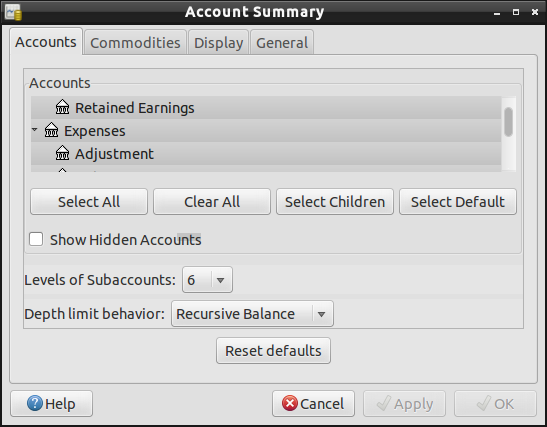 Account Summary
Accounts Commodities Display General
Accounts
Retained Earnings
Expenses
Adjustment
Select All Clear All Select Children Select Default
Show Hidden Accounts
Levels of Subaccounts: 6
Depth limit behavior: Recursive Balance
Reset defaults
Help Cancel Apply OK